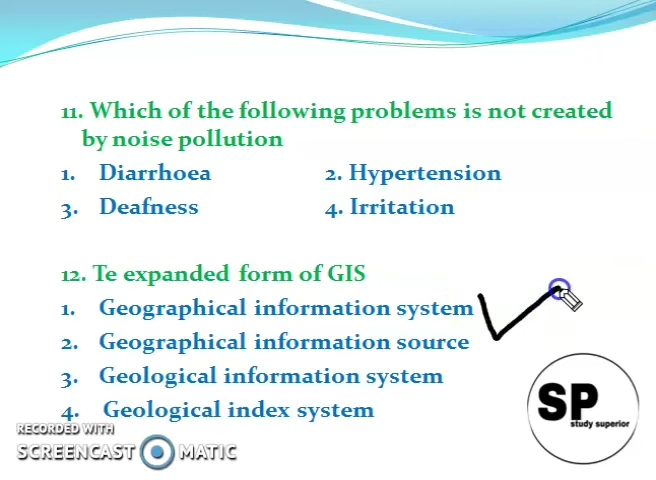 11. Which of the following problems is not created
by noise pollution
1. Diarrhoea 2. Hypertension
3. Deafness 4. Irritation
12. Te expanded form of GIS
1. Geographical information system
2. Geographical information source
3. Geological information system
4. Geological index system
SP
study superior
RECORDED WITH
SCREENCAST MATIC